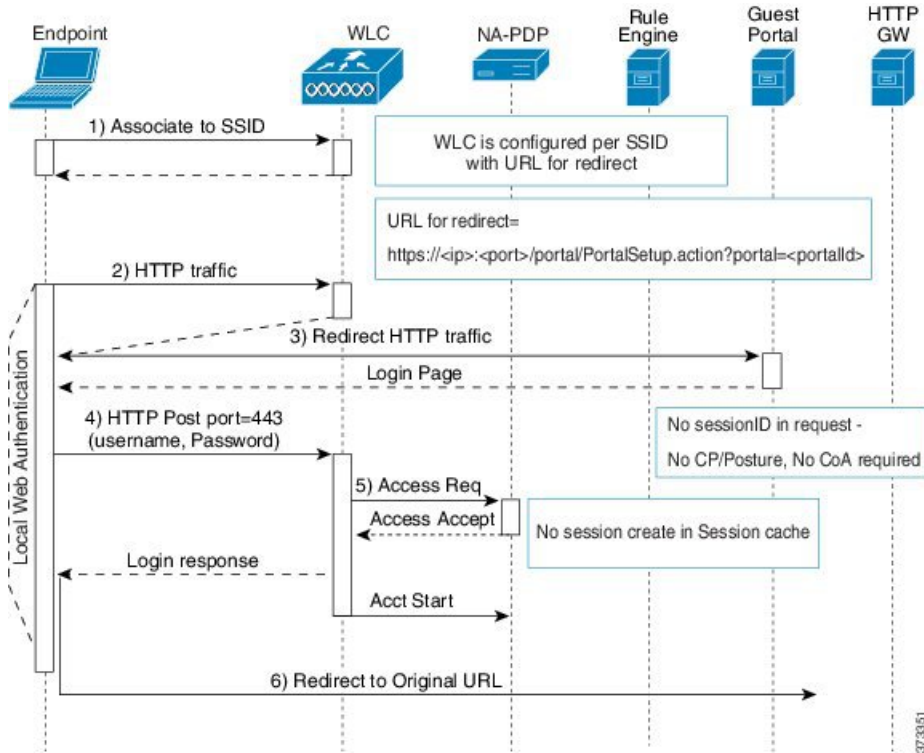 Endpoint
WLC
NA-PDP
Rule
Engine
Guest
Portal
HTTP
GW
1) Associate to SSID
WLC is configured per SSID
with URL for redirect
URL for redirect=
https://<ip>:<port>/portal/PortalSetup.action?portal=<portalId>
2) HTTP traffic
3) Redirect HTTP traffic
Login Page
Local Web Authentication
4) HTTP Post port=443
(username, Password)
No sessionID in request -
No CP/Posture, No CoA required
5) Access Req
Access Accept
No session create in Session cache
Login response
Acct Start
6) Redirect to Original URL